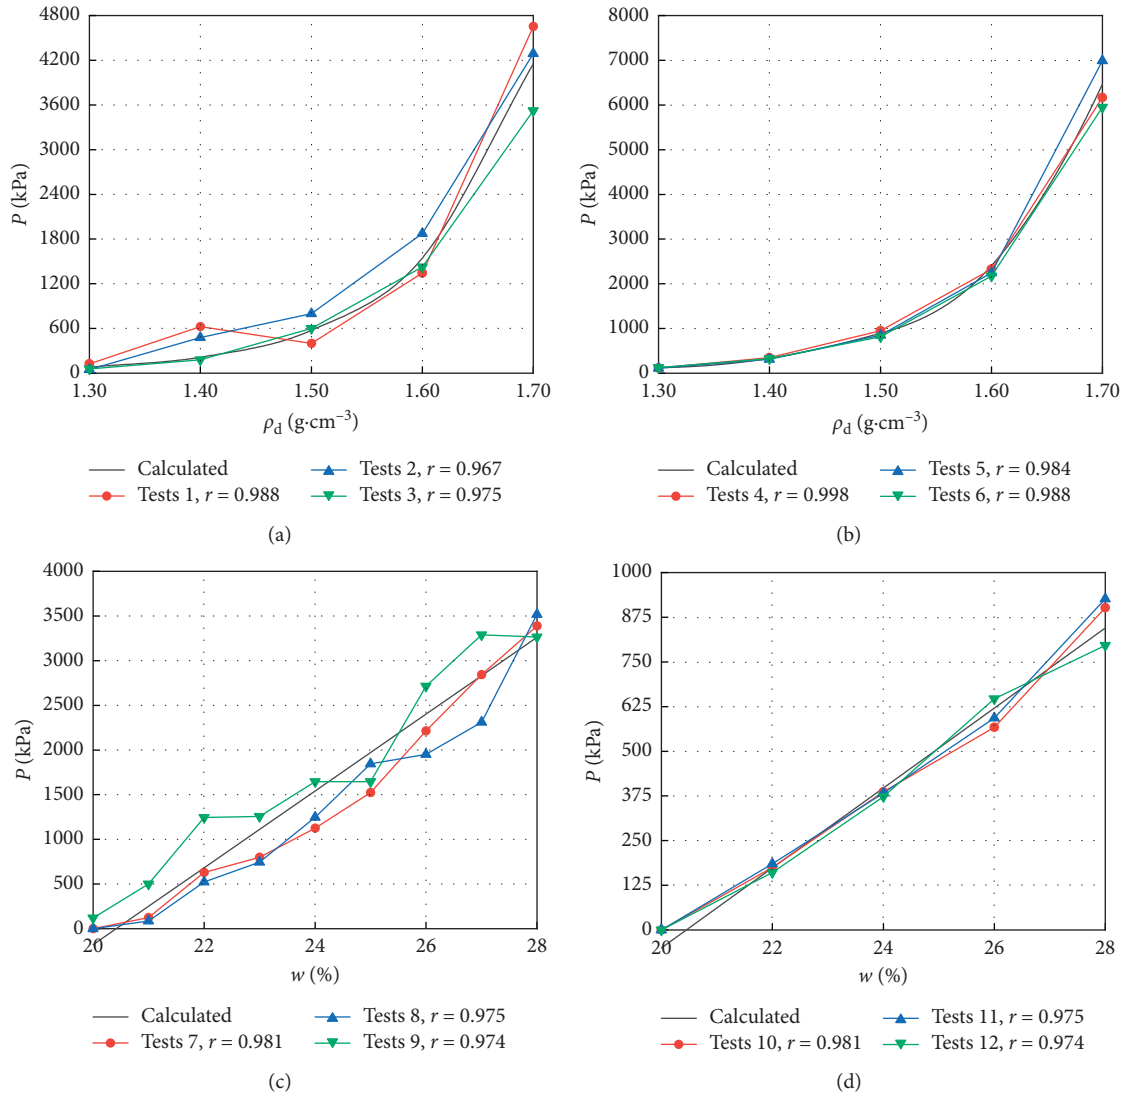 4800
4200
3600
3000
2400
1800
1200
600
0
P (kPa)
1.30 1.40 1.50 1.60 1.70
ρd (g·cm−3)
Calculated
Tests 1, r = 0.988
Tests 2, r = 0.967
Tests 3, r = 0.975
(a)
8000
7000
6000
5000
4000
3000
2000
1000
0
P (kPa)
1.30 1.40 1.50 1.60 1.70
ρd (g·cm−3)
Calculated
Tests 4, r = 0.998
Tests 5, r = 0.984
Tests 6, r = 0.988
(b)
4000
3500
3000
2500
2000
1500
1000
500
0
P (kPa)
20 22 24 26 28
w (%)
Calculated
Tests 7, r = 0.981
Tests 8, r = 0.975
Tests 9, r = 0.974
(c)
1000
875
750
625
500
375
250
125
0
P (kPa)
20 22 24 26 28
w (%)
Calculated
Tests 10, r = 0.981
Tests 11, r = 0.975
Tests 12, r = 0.974
(d)